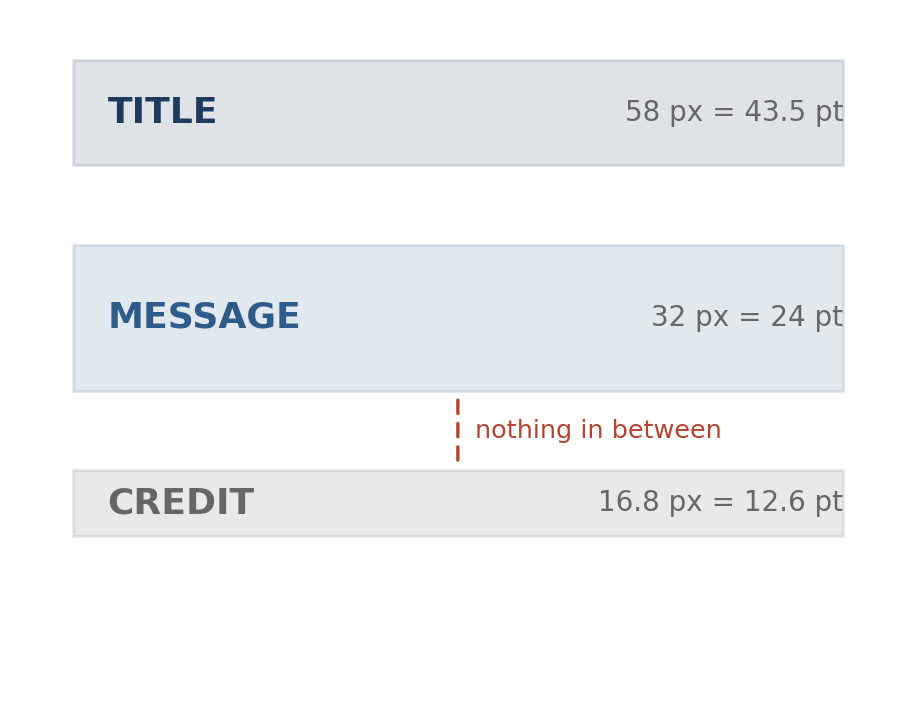 TITLE 58 px = 43.5 pt
MESSAGE 32 px = 24 pt
nothing in between
CREDIT 16.8 px = 12.6 pt